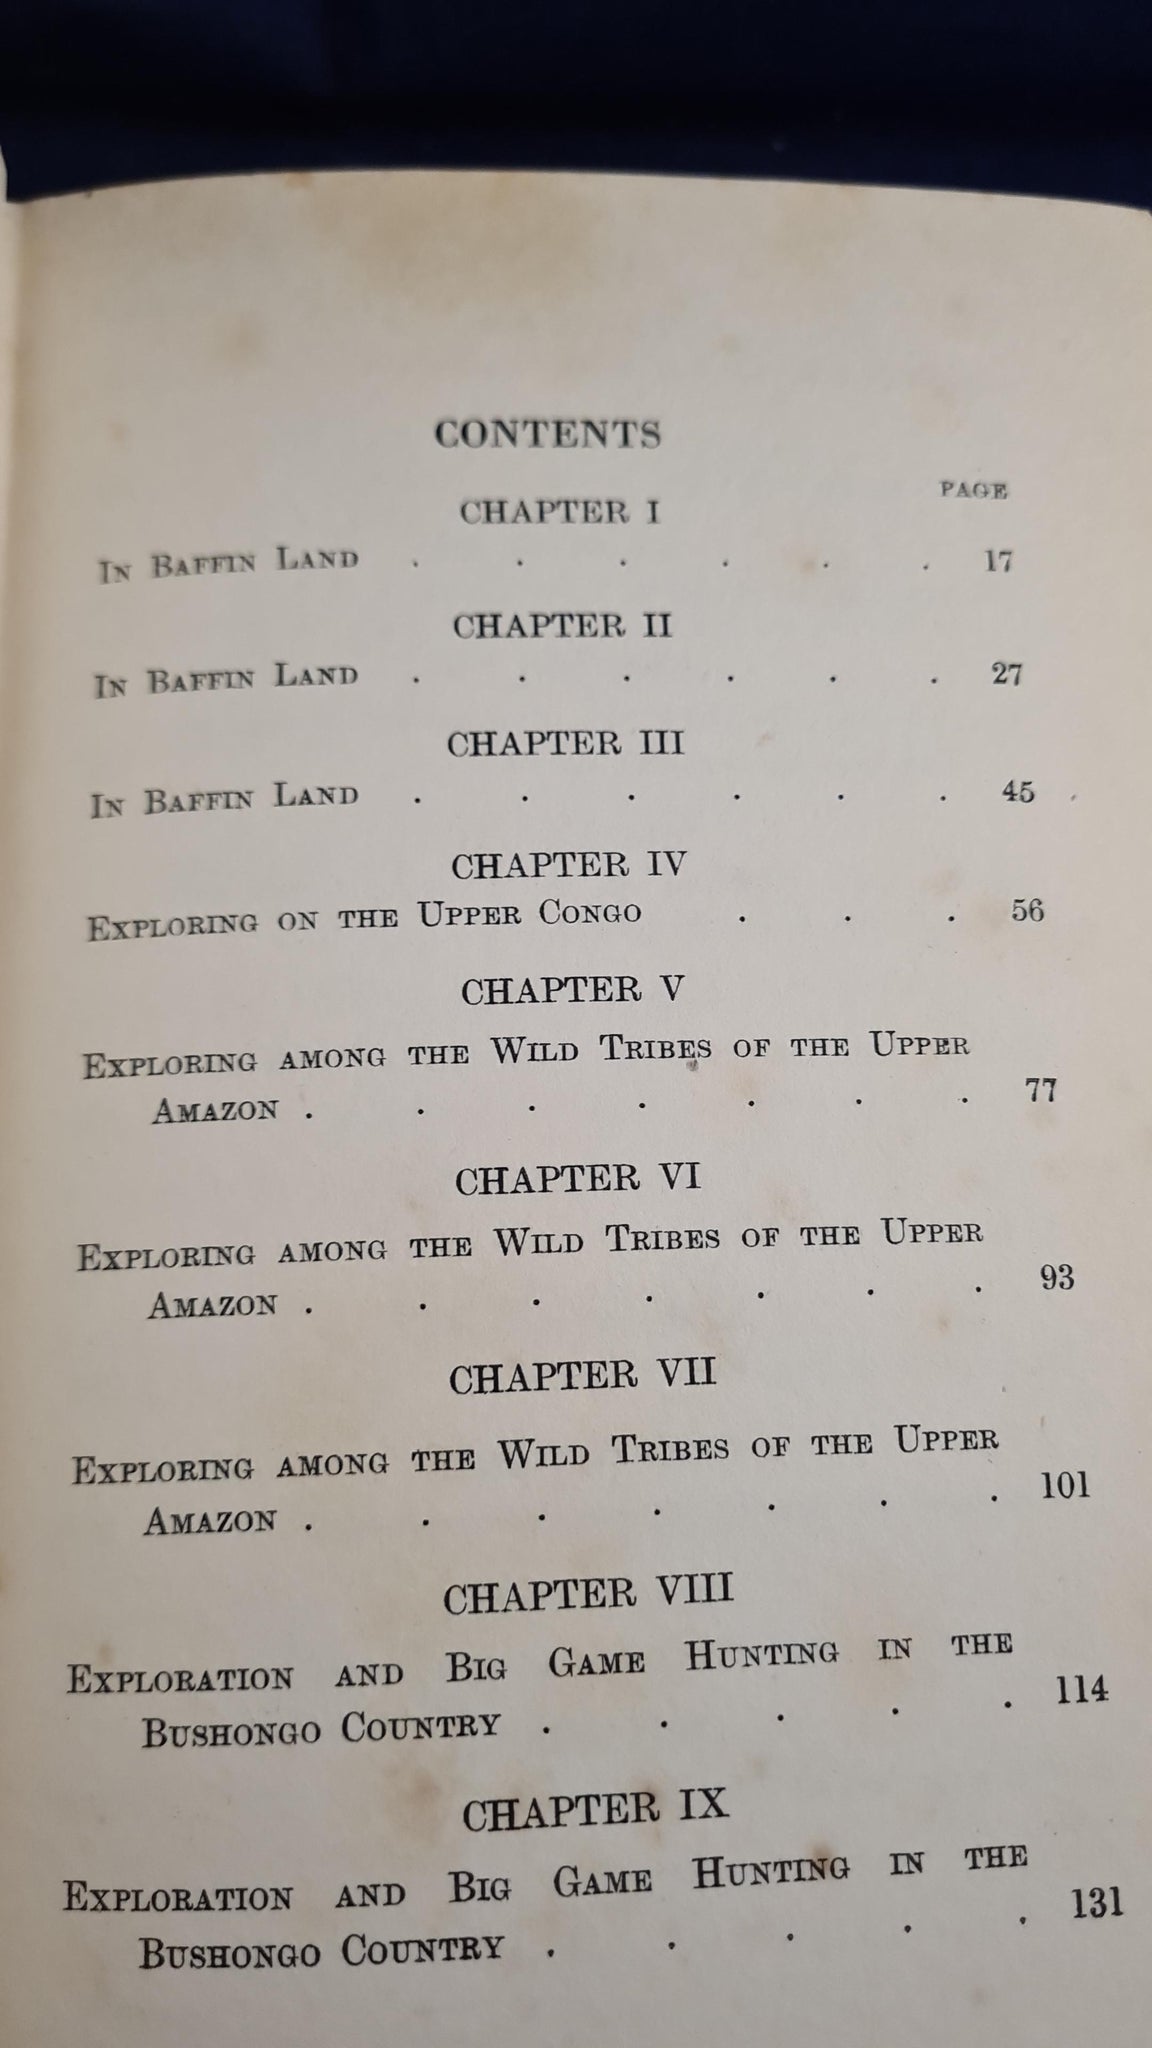 CONTENTS
PAGE
CHAPTER I
In Baffin Land . . . . . . 17
CHAPTER II
In Baffin Land . . . . . . 27
CHAPTER III
In Baffin Land . . . . . . 45
CHAPTER IV
Exploring on the Upper Congo . . . 56
CHAPTER V
Exploring among the Wild Tribes of the Upper
Amazon . . . . . . . 77
CHAPTER VI
Exploring among the Wild Tribes of the Upper
Amazon . . . . . . . 93
CHAPTER VII
Exploring among the Wild Tribes of the Upper
Amazon . . . . . . . 101
CHAPTER VIII
Exploration and Big Game Hunting in the
Bushongo Country . . . . . 114
CHAPTER IX
Exploration and Big Game Hunting in the
Bushongo Country . . . . . 131